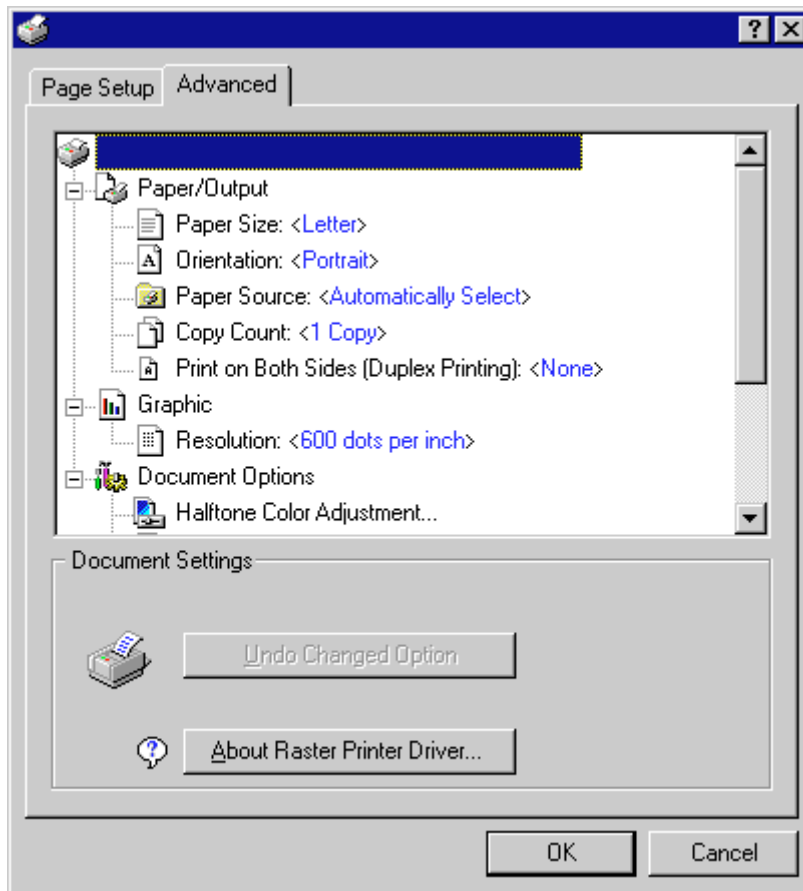 Page Setup
Advanced
Paper/Output
Paper Size: <Letter>
Orientation: <Portrait>
Paper Source: <Automatically Select>
Copy Count: <1 Copy>
Print on Both Sides (Duplex Printing): <None>
Graphic
Resolution: <600 dots per inch>
Document Options
Halftone Color Adjustment...
Document Settings
Undo Changed Option
About Raster Printer Driver...
OK
Cancel